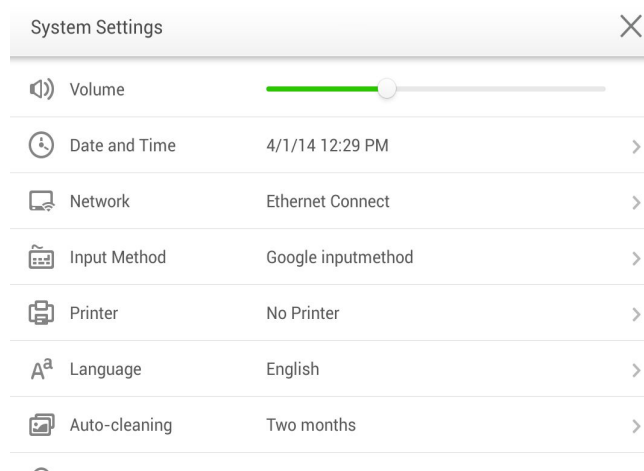 System Settings
Volume
Date and Time 4/1/14 12:29 PM
Network Ethernet Connect
Input Method Google inputmethod
Printer No Printer
Language English
Auto-cleaning Two months